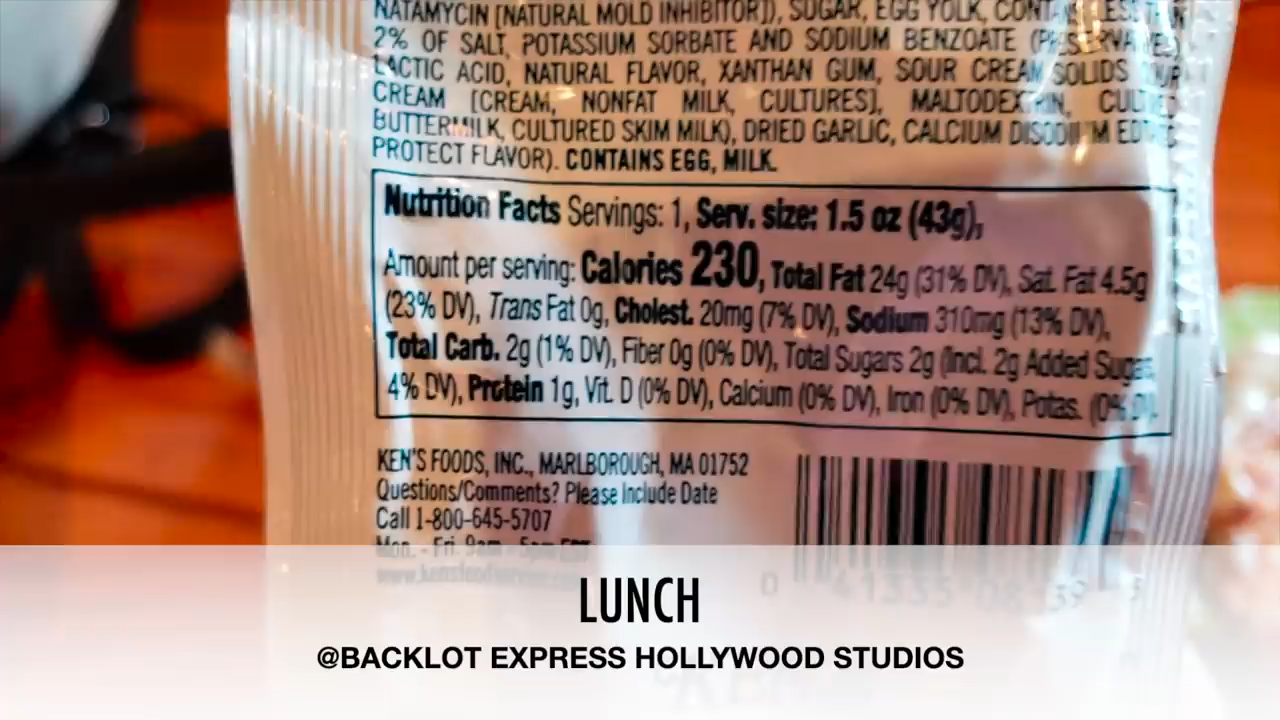 NATAMYCIN [NATURAL MOLD INHIBITOR]), SUGAR, EGG YOLK,
2% OF SALT, POTASSIUM SORBATE AND SODIUM BENZOATE
LACTIC ACID, NATURAL FLAVOR, XANTHAN GUM, SOUR CREAM SOLIDS
CREAM [CREAM, NONFAT MILK, CULTURES], MALTODEXTRIN,
BUTTERMILK, CULTURED SKIM MILK), DRIED GARLIC, CALCIUM DISODIUM
PROTECT FLAVOR). CONTAINS EGG, MILK.
Nutrition Facts Servings: 1, Serv. size: 1.5 oz (43g),
Amount per serving: Calories 230, Total Fat 24g (31% DV), Sat. Fat 4.5g
(23% DV), Trans Fat 0g, Cholest. 20mg (7% DV), Sodium 310mg (13% DV),
Total Carb. 2g (1% DV), Fiber 0g (0% DV), Total Sugars 2g (Incl. 2g Added Sugars,
4% DV), Protein 1g, Vit. D (0% DV), Calcium (0% DV), Iron (0% DV), Potas. (0% DV).
KEN'S FOODS, INC., MARLBOROUGH, MA 01752
Questions/Comments? Please Include Date
Call 1-800-645-5707
Mon. - Fri. 9am - 5pm EST
LUNCH
@BACKLOT EXPRESS HOLLYWOOD STUDIOS